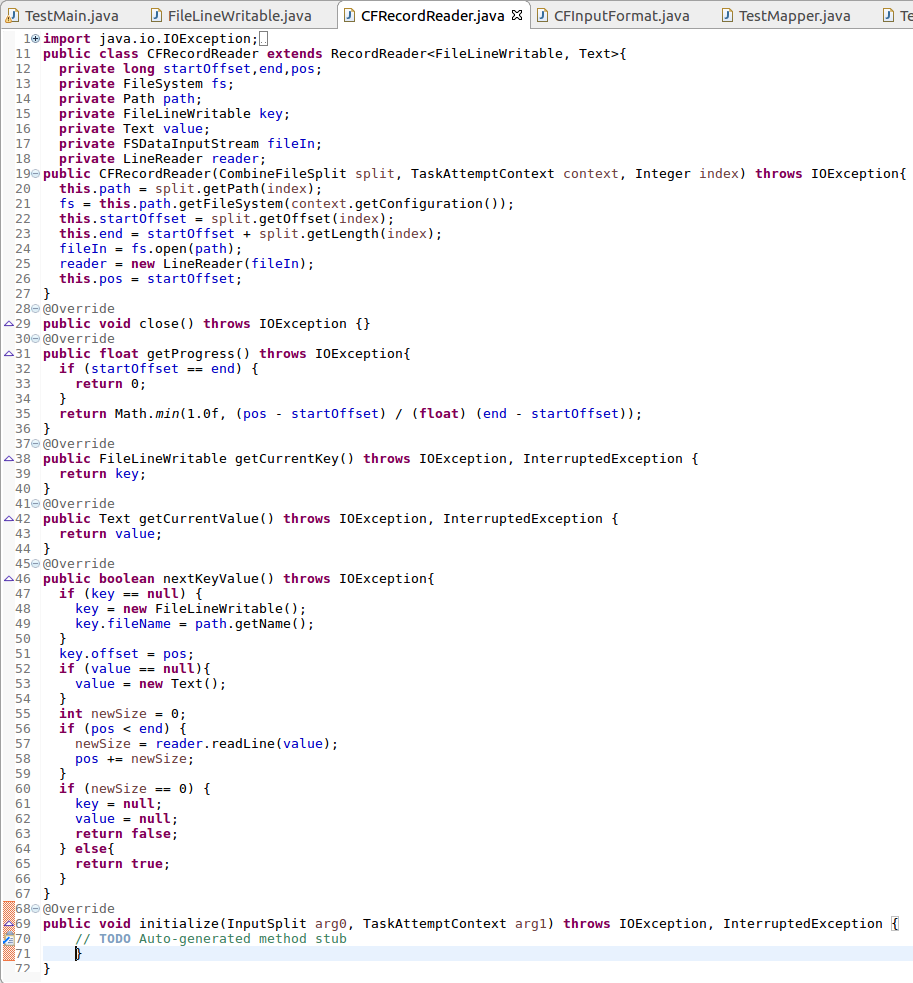 TestMain.java FileLineWritable.java CFRecordReader.java CFInputFormat.java TestMapper.java Te
1 import java.io.IOException;
11 public class CFRecordReader extends RecordReader<FileLineWritable, Text>{
12 private long startOffset,end,pos;
13 private FileSystem fs;
14 private Path path;
15 private FileLineWritable key;
16 private Text value;
17 private FSDataInputStream fileIn;
18 private LineReader reader;
19 public CFRecordReader(CombineFileSplit split, TaskAttemptContext context, Integer index) throws IOException{
20 this.path = split.getPath(index);
21 fs = this.path.getFileSystem(context.getConfiguration());
22 this.startOffset = split.getOffset(index);
23 this.end = startOffset + split.getLength(index);
24 fileIn = fs.open(path);
25 reader = new LineReader(fileIn);
26 this.pos = startOffset;
27 }
28 @Override
29 public void close() throws IOException {}
30 @Override
31 public float getProgress() throws IOException{
32 if (startOffset == end) {
33 return 0;
34 }
35 return Math.min(1.0f, (pos - startOffset) / (float) (end - startOffset));
36 }
37 @Override
38 public FileLineWritable getCurrentKey() throws IOException, InterruptedException {
39 return key;
40 }
41 @Override
42 public Text getCurrentValue() throws IOException, InterruptedException {
43 return value;
44 }
45 @Override
46 public boolean nextKeyValue() throws IOException{
47 if (key == null) {
48 key = new FileLineWritable();
49 key.fileName = path.getName();
50 }
51 key.offset = pos;
52 if (value == null){
53 value = new Text();
54 }
55 int newSize = 0;
56 if (pos < end) {
57 newSize = reader.readLine(value);
58 pos += newSize;
59 }
60 if (newSize == 0) {
61 key = null;
62 value = null;
63 return false;
64 } else{
65 return true;
66 }
67 }
68 @Override
69 public void initialize(InputSplit arg0, TaskAttemptContext arg1) throws IOException, InterruptedException {
70 // TODO Auto-generated method stub
71 }
72 }